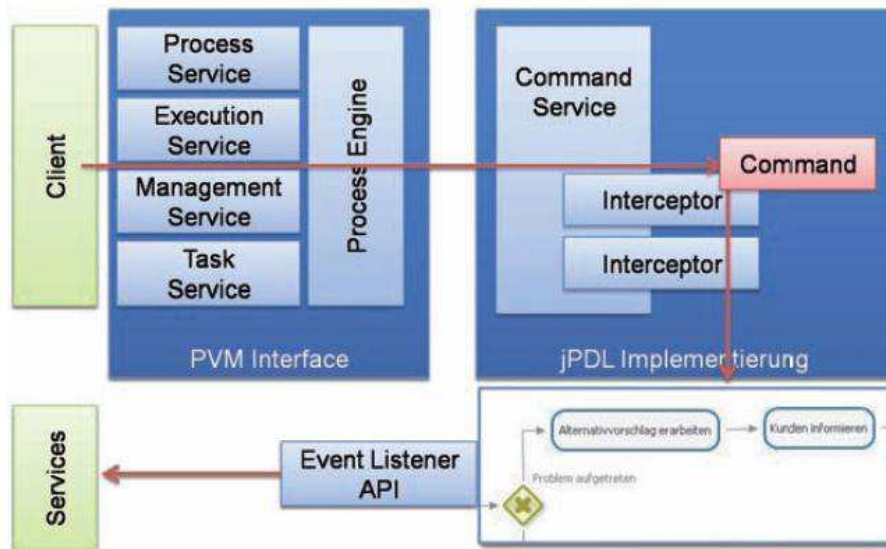 Client
Process
Service
Execution
Service
Management
Service
Task
Service
Process Engine
PVM Interface
Command
Service
Command
Interceptor
Interceptor
jPDL Implementierung
Services
Event Listener
API
Alternativvorschlag erarbeiten
Kunden informieren
Problem aufgetreten